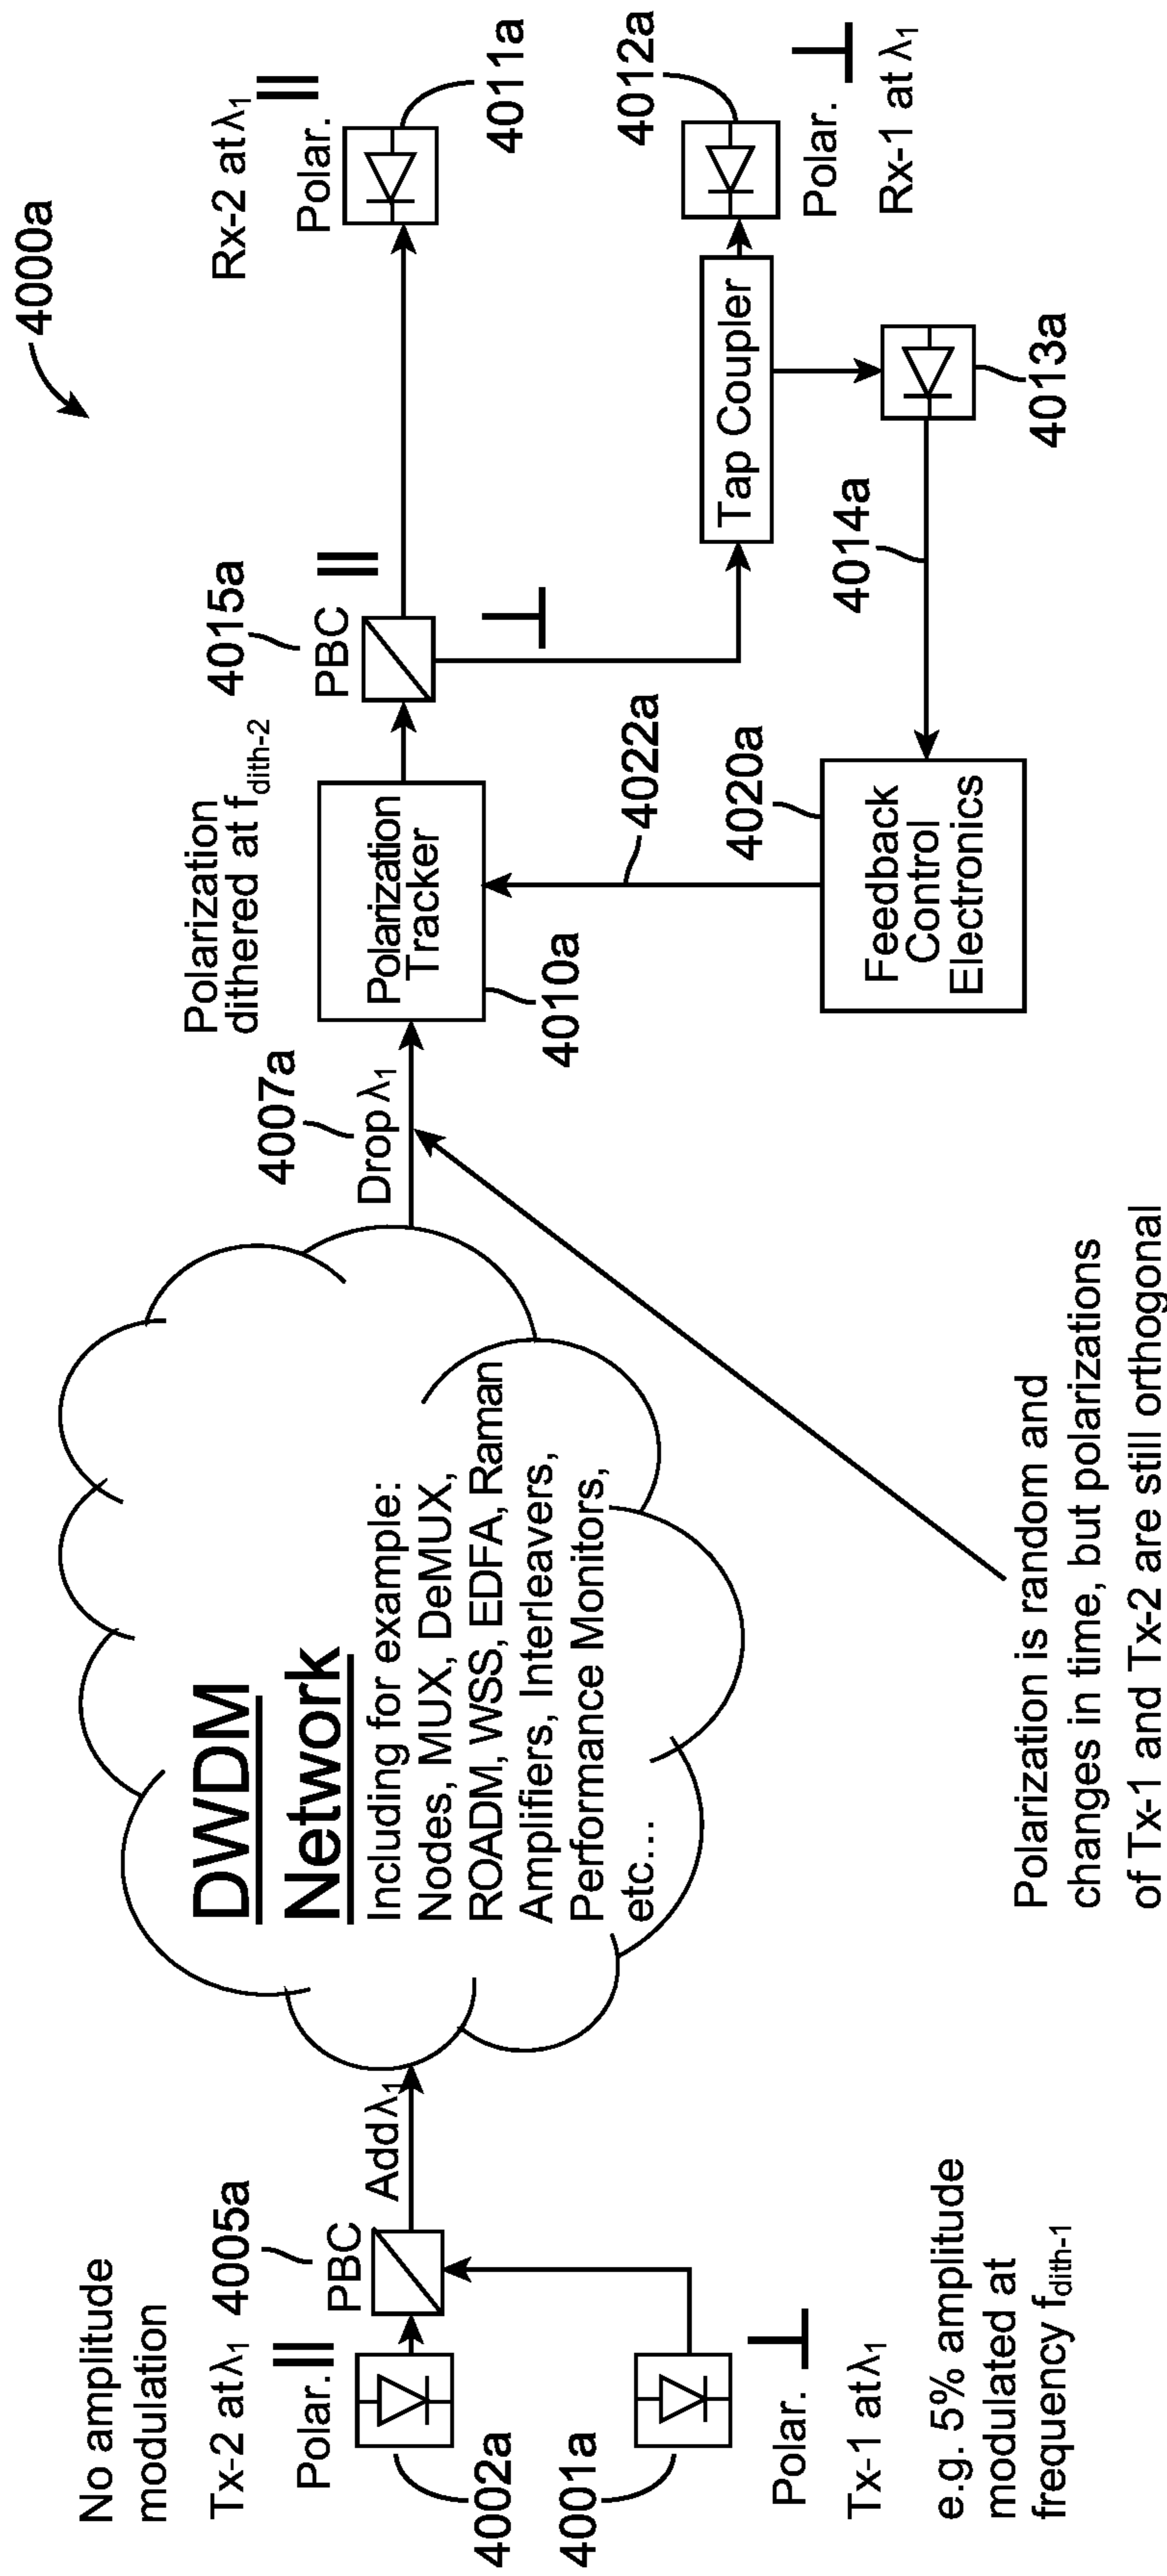 4000a
No amplitude
modulation
Tx-2 at λ1
Polar.
4002a
4005a
PBC
Add λ1
4001a
Polar.
Tx-1 at λ1
e.g. 5% amplitude
modulated at
frequency fdith-1
DWDM
Network
Including for example:
Nodes, MUX, DeMUX,
ROADM, WSS, EDFA, Raman
Amplifiers, Interleavers,
Performance Monitors,
etc...
4007a
Drop λ1
Polarization is random and
changes in time, but polarizations
of Tx-1 and Tx-2 are still orthogonal
Polarization
dithered at fdith-2
Polarization
Tracker
4010a
4015a
PBC
4022a
4020a
Feedback
Control
Electronics
4014a
Tap Coupler
4013a
Rx-2 at λ1
Polar.
4011a
4012a
Polar.
Rx-1 at λ1